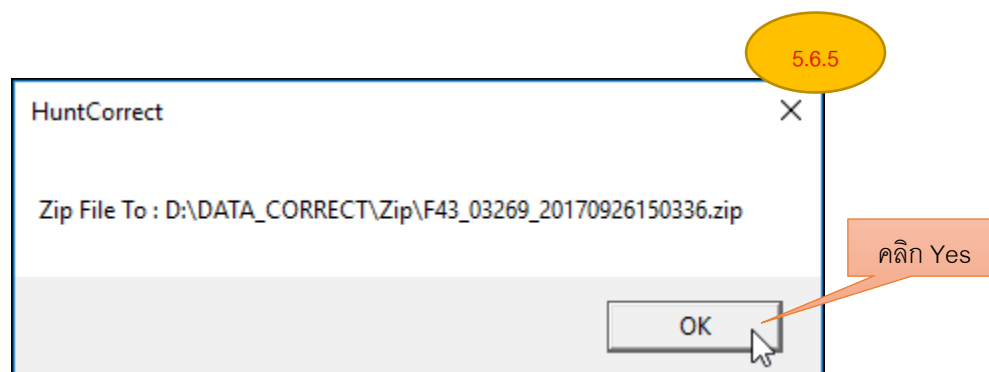 5.6.5
HuntCorrect
Zip File To : D:\DATA_CORRECT\Zip\F43_03269_20170926150336.zip
คลิก Yes
OK